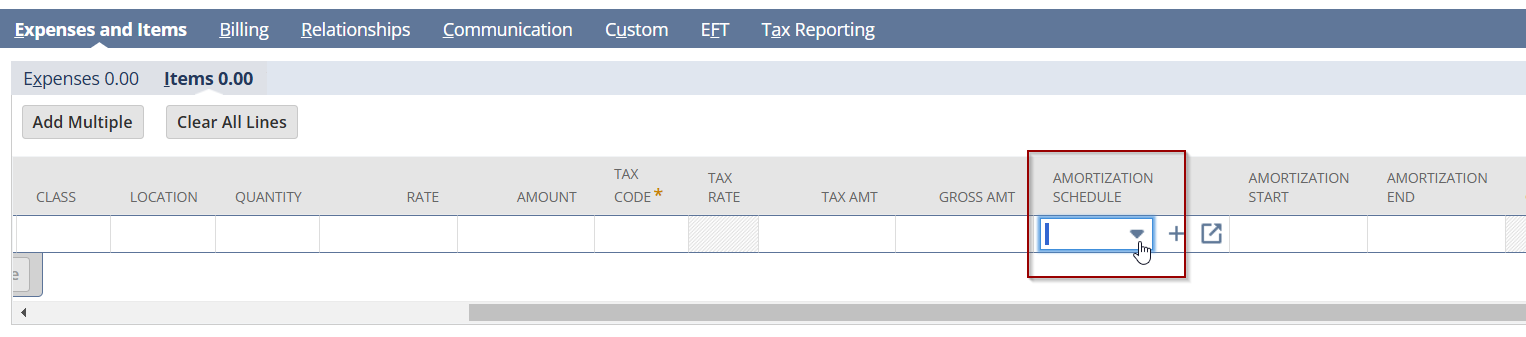 Expenses and Items Billing Relationships Communication Custom EFT Tax Reporting
Expenses 0.00 Items 0.00
Add Multiple Clear All Lines
CLASS LOCATION QUANTITY RATE AMOUNT TAX CODE* TAX RATE TAX AMT GROSS AMT AMORTIZATION SCHEDULE AMORTIZATION START AMORTIZATION END
e